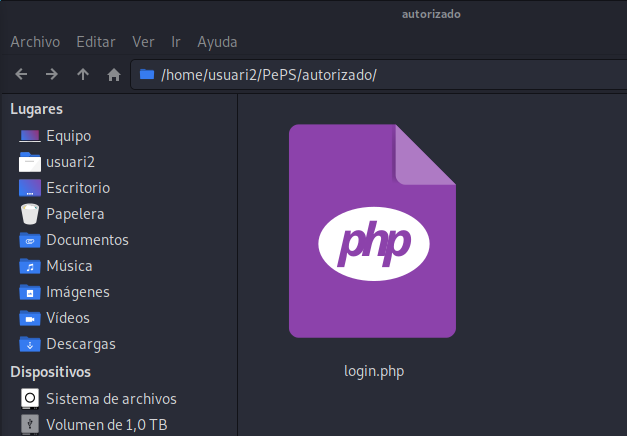 autorizado
Archivo Editar Ver Ir Ayuda
/home/usuari2/PePS/autorizado/
Lugares
Equipo
usuari2
Escritorio
Papelera
Documentos
Música
Imágenes
Vídeos
Descargas
Dispositivos
Sistema de archivos
Volumen de 1,0 TB
php
login.php